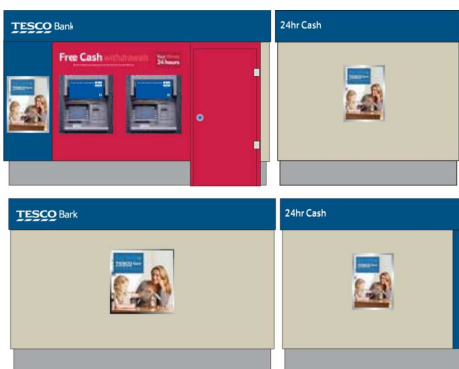 TESCO Bank
24hr Cash
Free Cash withdrawals
Your Money
24 hours
TESCO Bank
24hr Cash